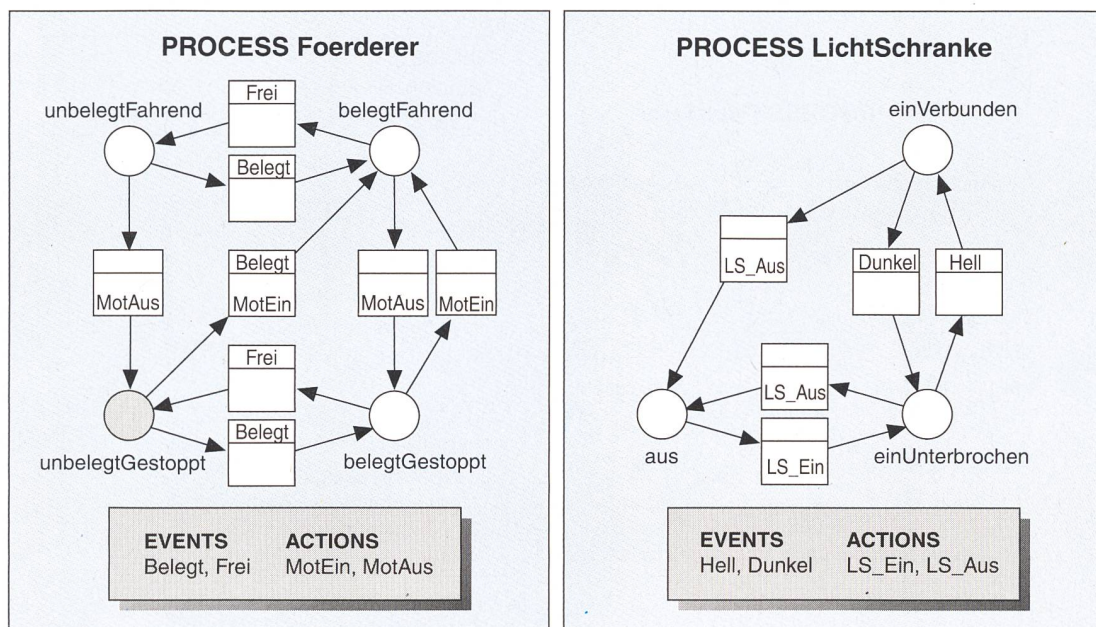 PROCESS Foerderer
unbelegtFahrend
Frei
belegtFahrend
Belegt
MotAus
Belegt
MotEin
MotAus
MotEin
Frei
Belegt
unbelegtGestoppt
belegtGestoppt
EVENTS ACTIONS
Belegt, Frei MotEin, MotAus
PROCESS LichtSchranke
einVerbunden
LS_Aus
Dunkel
Hell
LS_Aus
LS_Ein
aus
einUnterbrochen
EVENTS ACTIONS
Hell, Dunkel LS_Ein, LS_Aus